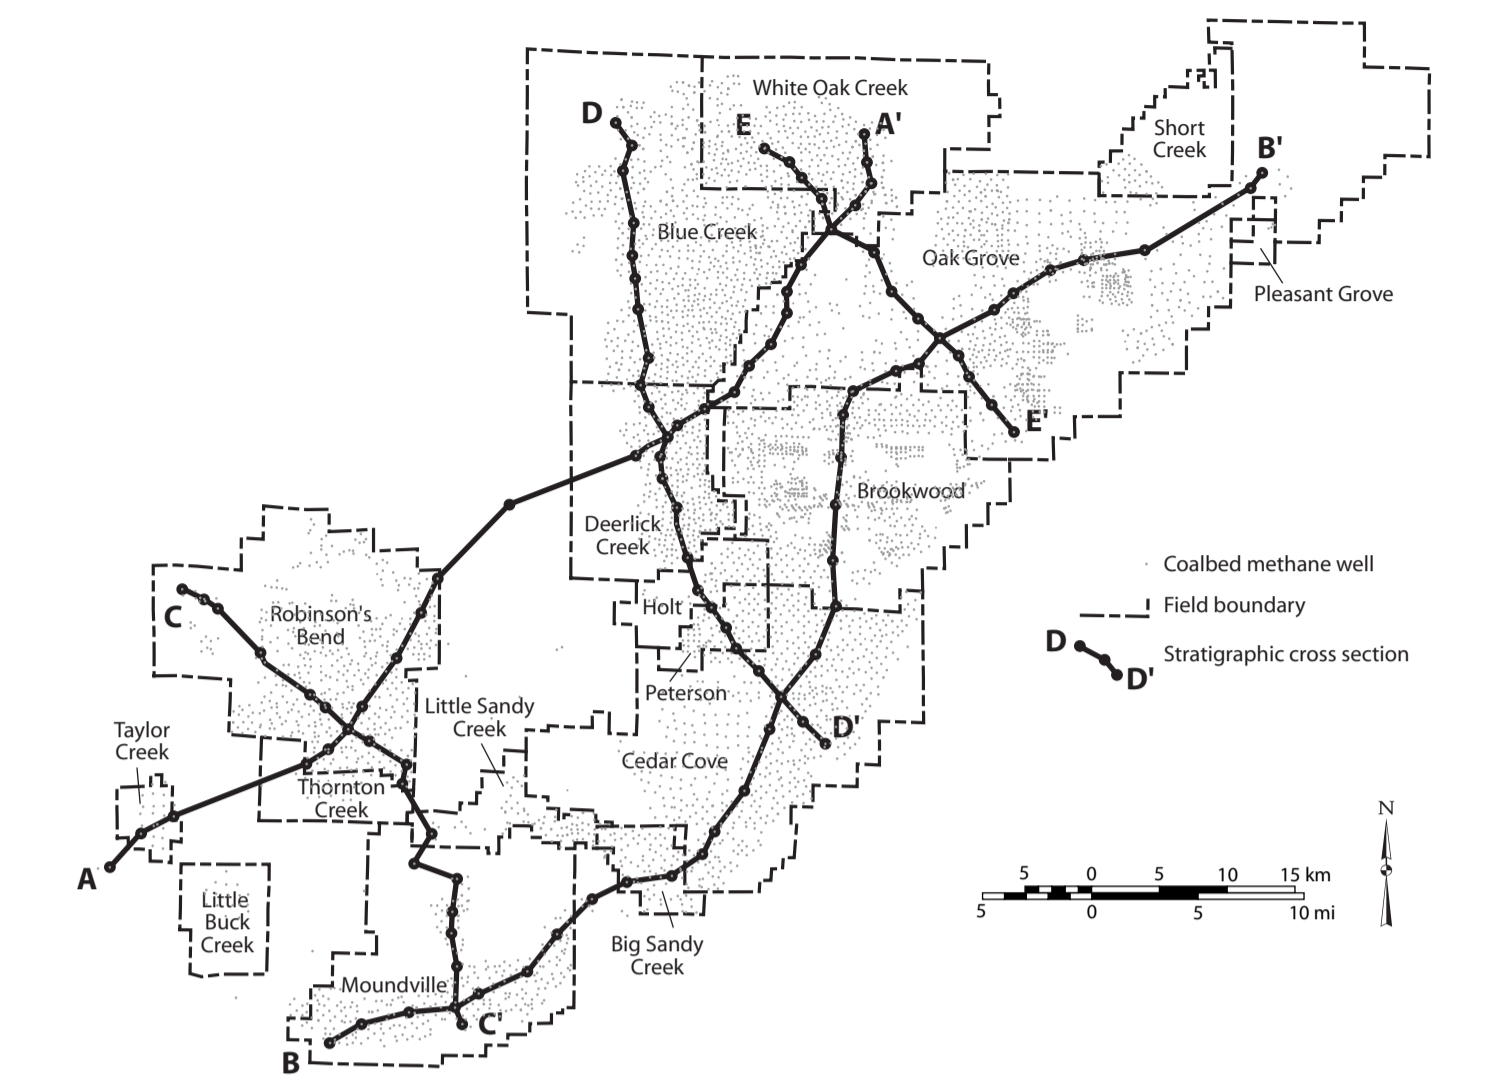 White Oak Creek
D
E
A'
Short
Creek
B'
Blue Creek
Oak Grove
Pleasant Grove
E'
Brookwood
Deerlick
Creek
Coalbed methane well
Field boundary
Holt
C
Robinson's
Bend
D
D'
Stratigraphic cross section
Peterson
Little Sandy
Creek
Taylor
Creek
D'
Cedar Cove
Thornton
Creek
N
A
5 0 5 10 15 km
5 0 5 10 mi
Little
Buck
Creek
Big Sandy
Creek
Moundville
C'
B